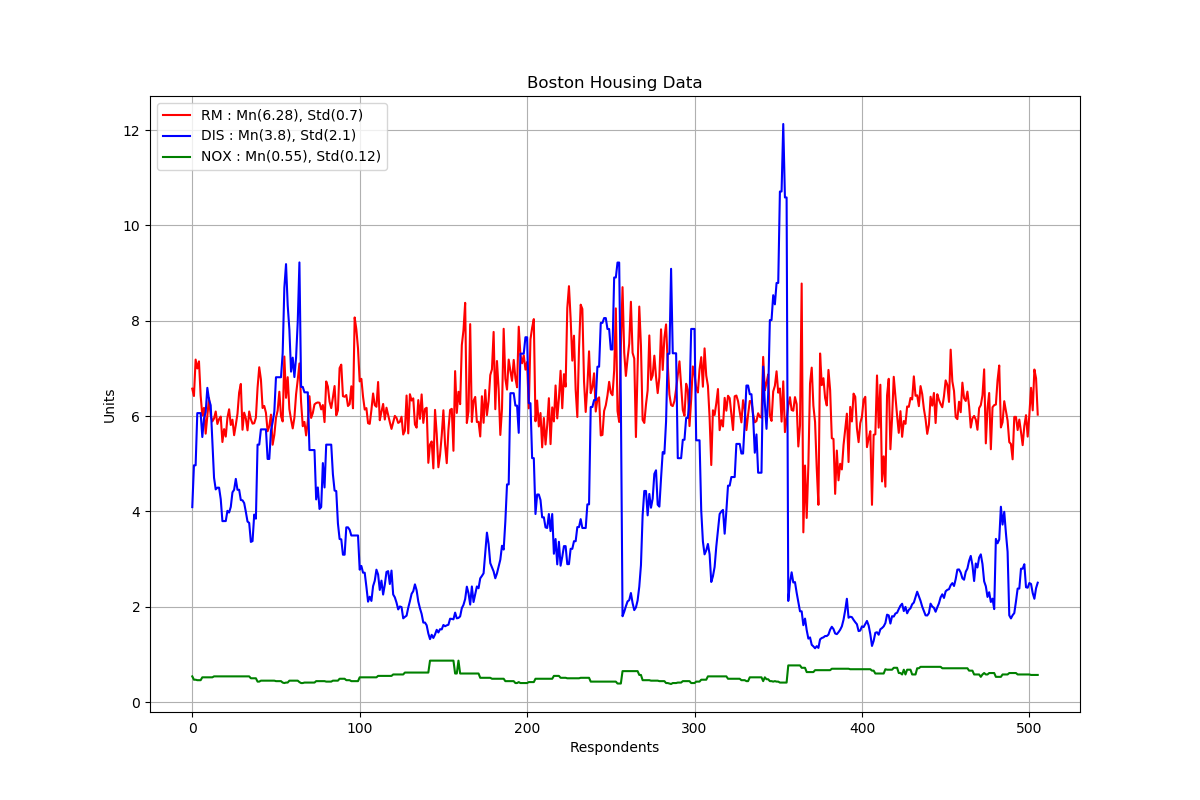 Boston Housing Data
RM : Mn(6.28), Std(0.7)
DIS : Mn(3.8), Std(2.1)
NOX : Mn(0.55), Std(0.12)
Units
12
10
8
6
4
2
0
0 100 200 300 400 500
Respondents